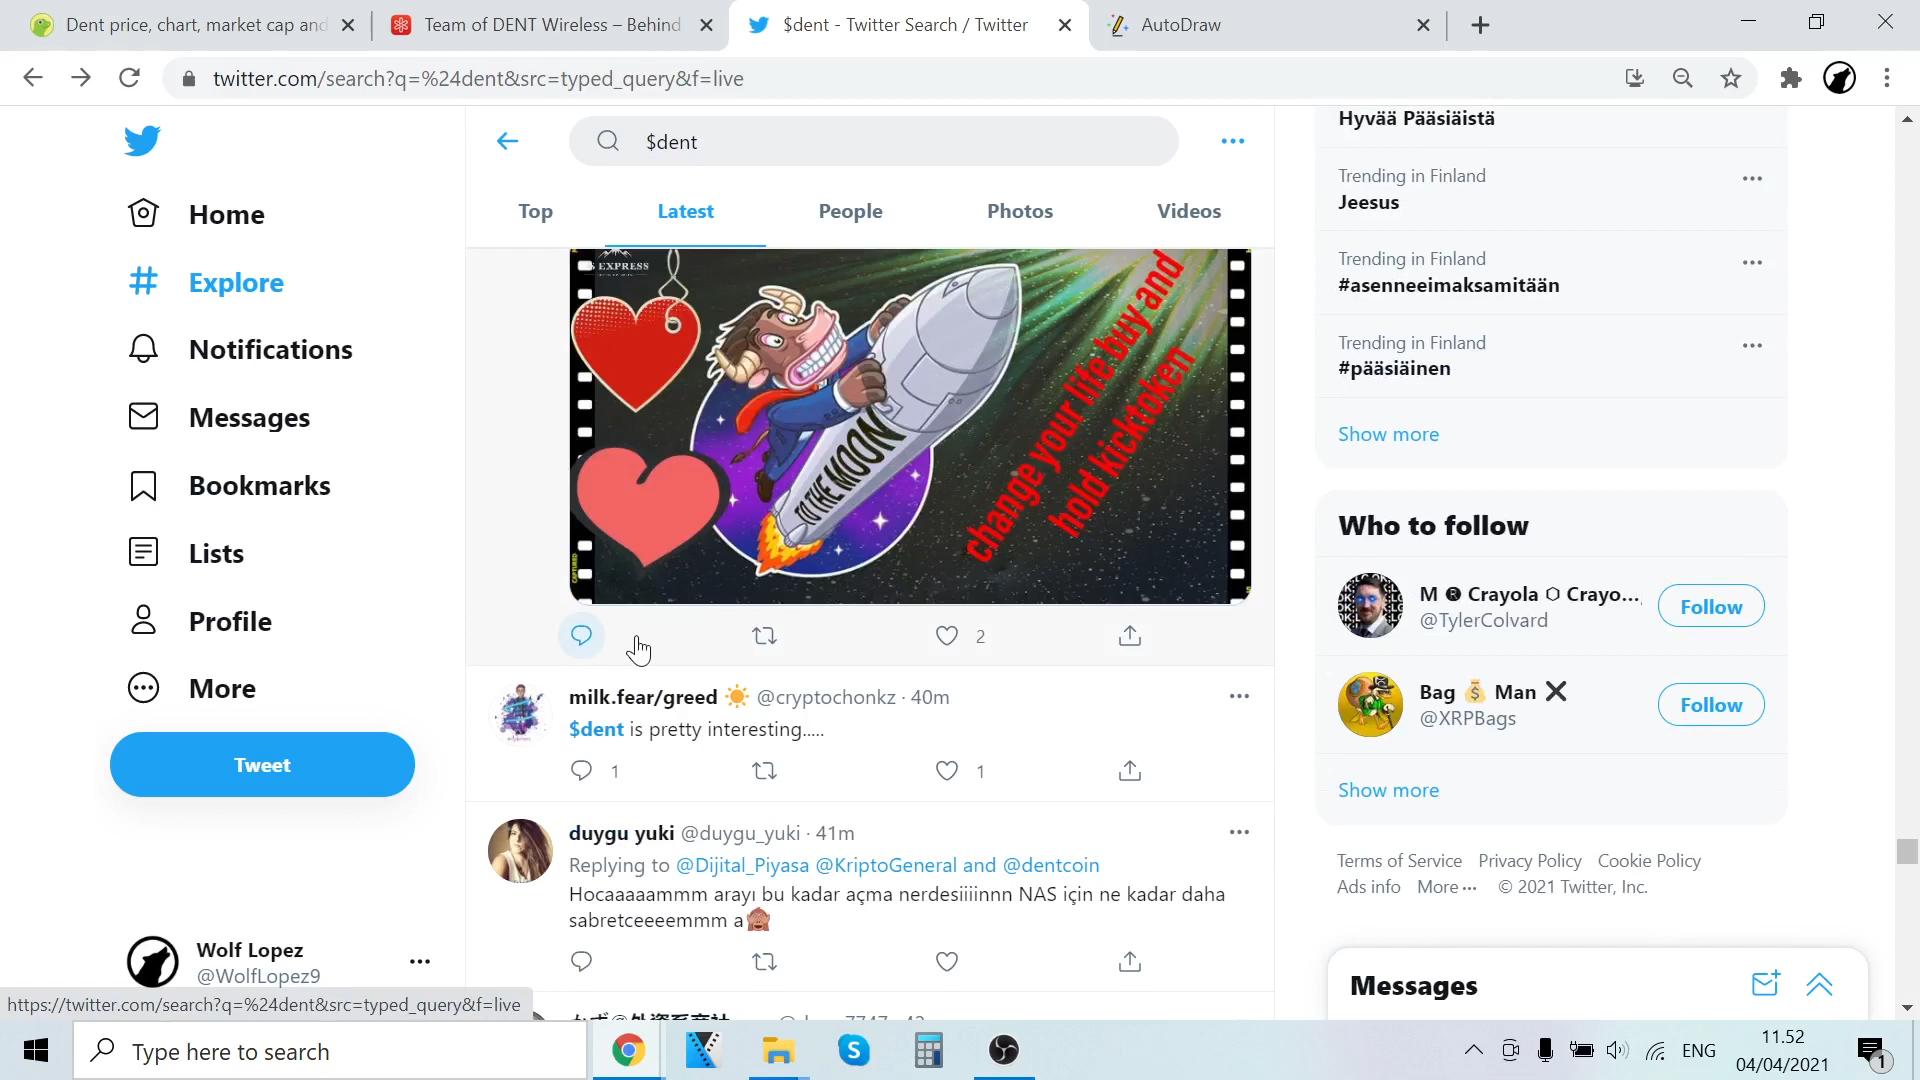 Dent price, chart, market cap and
Team of DENT Wireless – Behind
$dent - Twitter Search / Twitter
AutoDraw
twitter.com/search?q=%24dent&src=typed_query&f=live
$dent
Top
Latest
People
Photos
Videos
Home
Explore
Notifications
Messages
Bookmarks
Lists
Profile
More
Tweet
Wolf Lopez
@WolfLopez9
https://twitter.com/search?q=%24dent&src=typed_query&f=live
EXPRESS
TO THE MOON
change your life buy and
hold kicktoken
CAPTURED
2
milk.fear/greed ☀ @cryptochonkz · 40m
$dent is pretty interesting.....
1
1
duygu yuki @duygu_yuki · 41m
Replying to @Dijital_Piyasa @KriptoGeneral and @dentcoin
Hocaaaaammm arayı bu kadar açma nerdesiiiinnn NAS için ne kadar daha
sabretceeeemmm a🙈
Hyvää Pääsiäistä
Trending in Finland
Jeesus
Trending in Finland
#asenneeimaksamitään
Trending in Finland
#pääsiäinen
Show more
Who to follow
M ® Crayola ⬡ Crayo...
@TylerColvard
Follow
Bag 💰 Man ✕
@XRPBags
Follow
Show more
Terms of Service Privacy Policy Cookie Policy
Ads info More ··· © 2021 Twitter, Inc.
Messages
Type here to search
ENG
11.52
04/04/2021
1